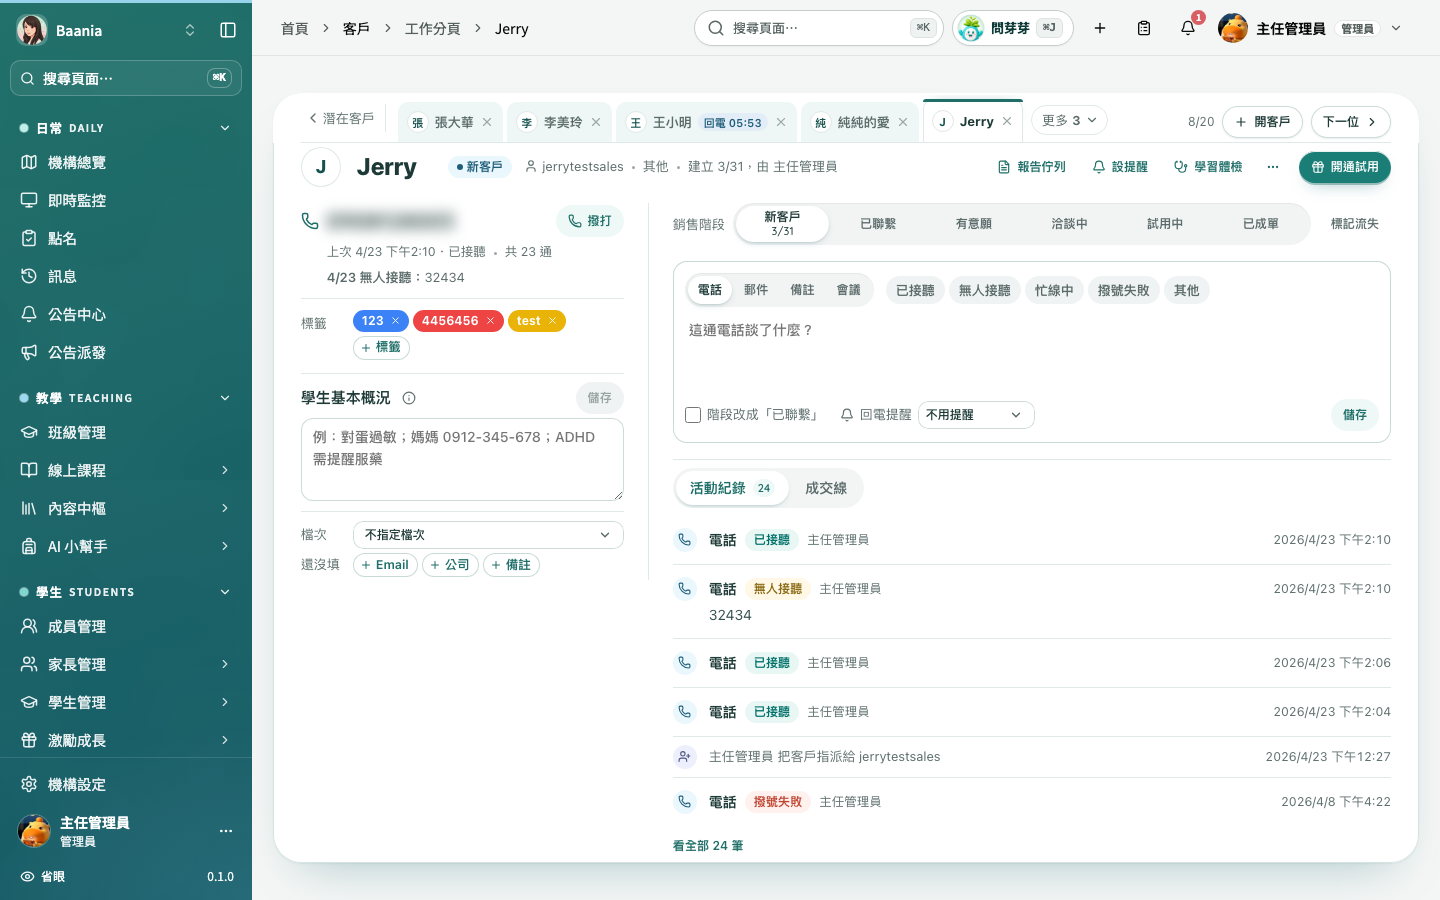 Baania
搜尋頁面… ⌘K
日常 DAILY
機構總覽
即時監控
點名
訊息
公告中心
公告派發
教學 TEACHING
班級管理
線上課程
內容中樞
AI 小幫手
學生 STUDENTS
成員管理
家長管理
學生管理
激勵成長
機構設定
主任管理員
管理員
省眼 0.1.0
首頁 客戶 工作分頁 Jerry
搜尋頁面… ⌘K
問芽芽 ⌘J
1
主任管理員 管理員
潛在客戶
張 張大華
李 李美玲
王 王小明 回電 05:53
純 純純的愛
J Jerry
更多 3
8/20
開客戶
下一位
J Jerry 新客戶 jerrytestsales • 其他 • 建立 3/31，由 主任管理員
報告佇列 設提醒 學習體檢 開通試用
撥打
上次 4/23 下午2:10 · 已接聽 • 共 23 通
4/23 無人接聽：32434
標籤 123 4456456 test
標籤
學生基本概況 儲存
例：對蛋過敏；媽媽 0912-345-678；ADHD
需提醒服藥
檔次 不指定檔次
還沒填 Email 公司 備註
銷售階段 新客戶 3/31 已聯繫 有意願 洽談中 試用中 已成單 標記流失
電話 郵件 備註 會議 已接聽 無人接聽 忙線中 撥號失敗 其他
這通電話談了什麼？
階段改成「已聯繫」 回電提醒 不用提醒 儲存
活動紀錄 24 成交線
電話 已接聽 主任管理員 2026/4/23 下午2:10
電話 無人接聽 主任管理員 2026/4/23 下午2:10
32434
電話 已接聽 主任管理員 2026/4/23 下午2:06
電話 已接聽 主任管理員 2026/4/23 下午2:04
主任管理員 把客戶指派給 jerrytestsales 2026/4/23 下午12:27
電話 撥號失敗 主任管理員 2026/4/8 下午4:22
看全部 24 筆